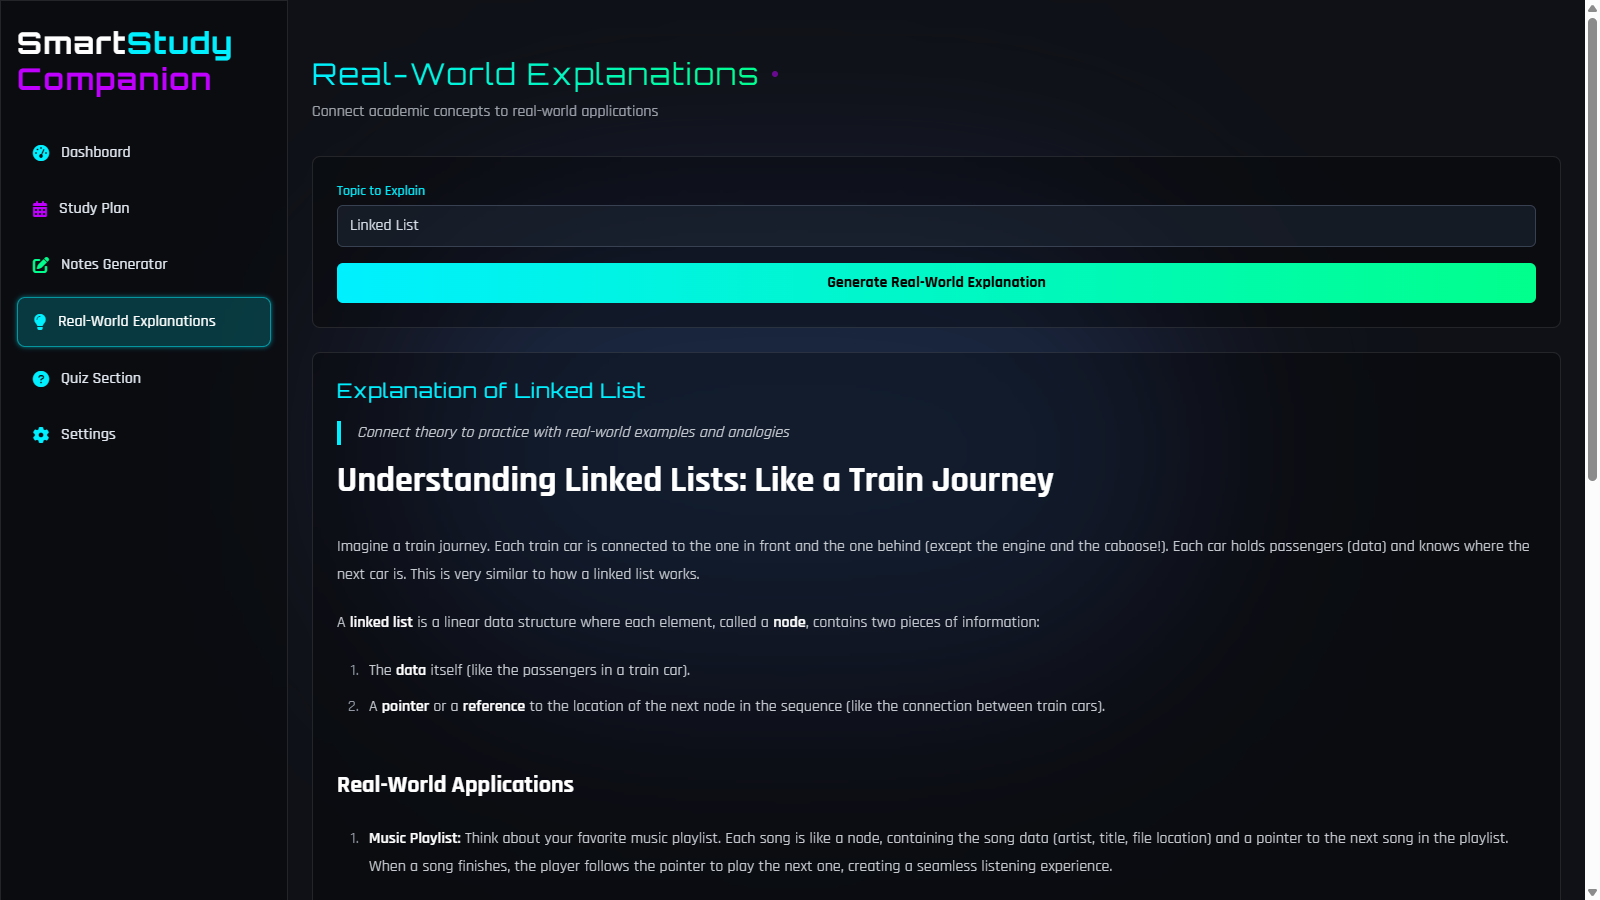 SmartStudy
Companion
Dashboard
Study Plan
Notes Generator
Real-World Explanations
Quiz Section
Settings
Real-World Explanations
Connect academic concepts to real-world applications
Topic to Explain
Linked List
Generate Real-World Explanation
Explanation of Linked List
Connect theory to practice with real-world examples and analogies
Understanding Linked Lists: Like a Train Journey
Imagine a train journey. Each train car is connected to the one in front and the one behind (except the engine and the caboose!). Each car holds passengers (data) and knows where the
next car is. This is very similar to how a linked list works.
A linked list is a linear data structure where each element, called a node, contains two pieces of information:
1. The data itself (like the passengers in a train car).
2. A pointer or a reference to the location of the next node in the sequence (like the connection between train cars).
Real-World Applications
1. Music Playlist: Think about your favorite music playlist. Each song is like a node, containing the song data (artist, title, file location) and a pointer to the next song in the playlist.
When a song finishes, the player follows the pointer to play the next one, creating a seamless listening experience.